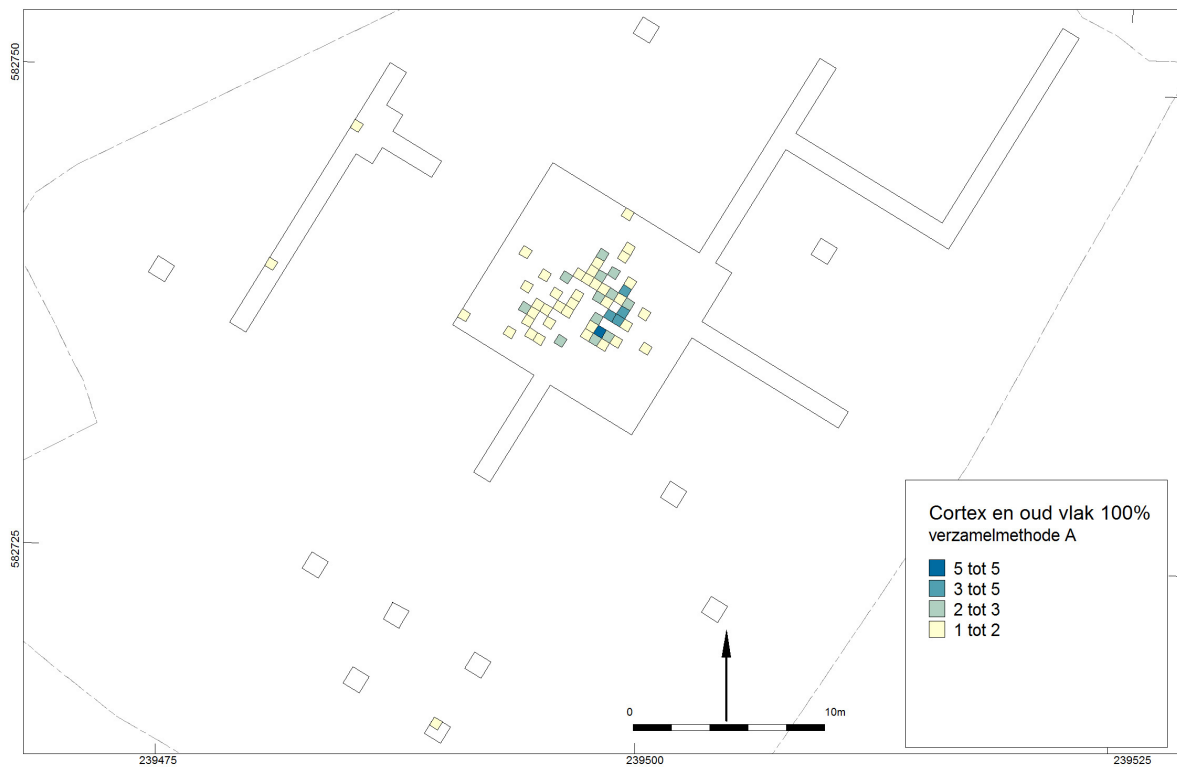 582750
582725
Cortex en oud vlak 100%
verzamelmethode A
5 tot 5
3 tot 5
2 tot 3
1 tot 2
0 10m
239475 239500 239525